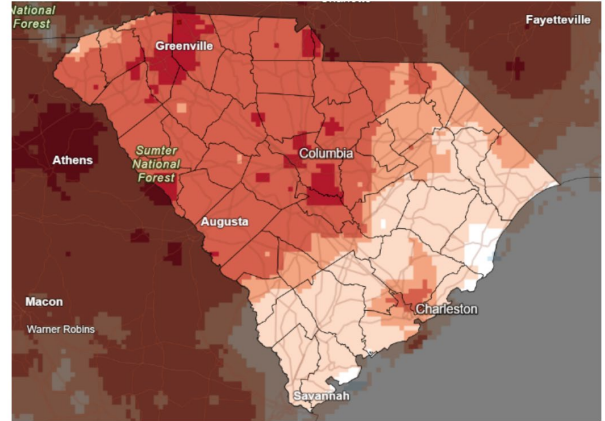 National
Forest
Fayetteville
Greenville
Athens
Sumter
National
Forest
Columbia
Augusta
Macon
Warner Robins
Charleston
Savannah